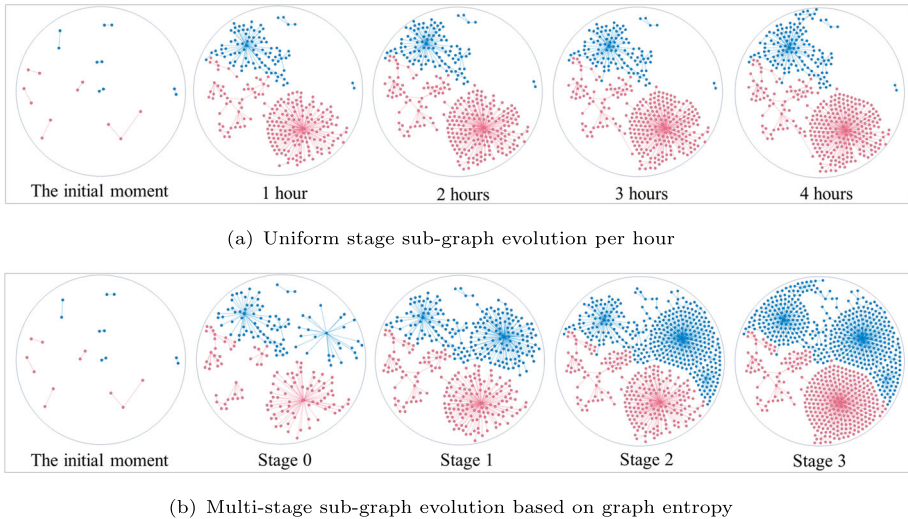 The initial moment 1 hour 2 hours 3 hours 4 hours
(a) Uniform stage sub-graph evolution per hour
The initial moment Stage 0 Stage 1 Stage 2 Stage 3
(b) Multi-stage sub-graph evolution based on graph entropy